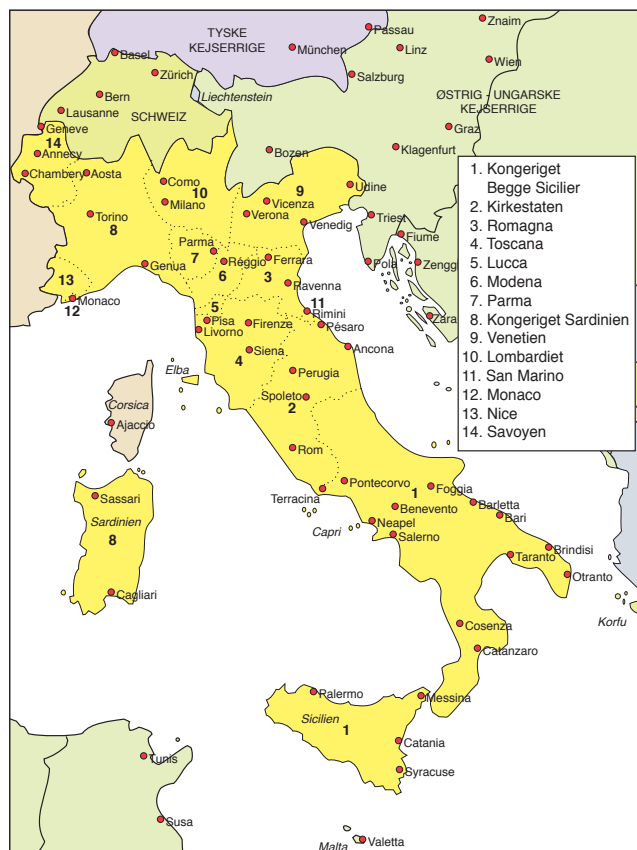 TYSKE
KEJSERRIGE
Passau
Znaim
Basel
München
Linz
Wien
Zürich
Salzburg
Bern
Liechtenstein
ØSTRIG - UNGARSKE
KEJSERRIGE
Lausanne
SCHWEIZ
Geneve
Graz
14
Annecy
Bozen
Klagenfurt
Chambery
Aosta
Como
10
9
Udine
Milano
Vicenza
Torino
Verona
Venedig
Triest
8
Fiume
Parma
7
Reggio
Ferrara
Pola
Zengg
Genua
6
3
13
Ravenna
Monaco
12
5
11
Rimini
Zara
Pisa
Firenze
Pésaro
Livorno
4
Siena
Ancona
Elba
Perugia
Spoleto
2
Corsica
Ajaccio
Rom
Pontecorvo
1
Foggia
Terracina
Sassari
Benevento
Barletta
Bari
Sardinien
Capri
Neapel
8
Salerno
Brindisi
Taranto
Otranto
Cagliari
Korfu
Cosenza
Catanzaro
Palermo
Messina
Sicilien
1
Catania
Tunis
Syracuse
Susa
Malta
Valetta
1. Kongeriget
Begge Sicilier
2. Kirkestaten
3. Romagna
4. Toscana
5. Lucca
6. Modena
7. Parma
8. Kongeriget Sardinien
9. Venetien
10. Lombardiet
11. San Marino
12. Monaco
13. Nice
14. Savoyen